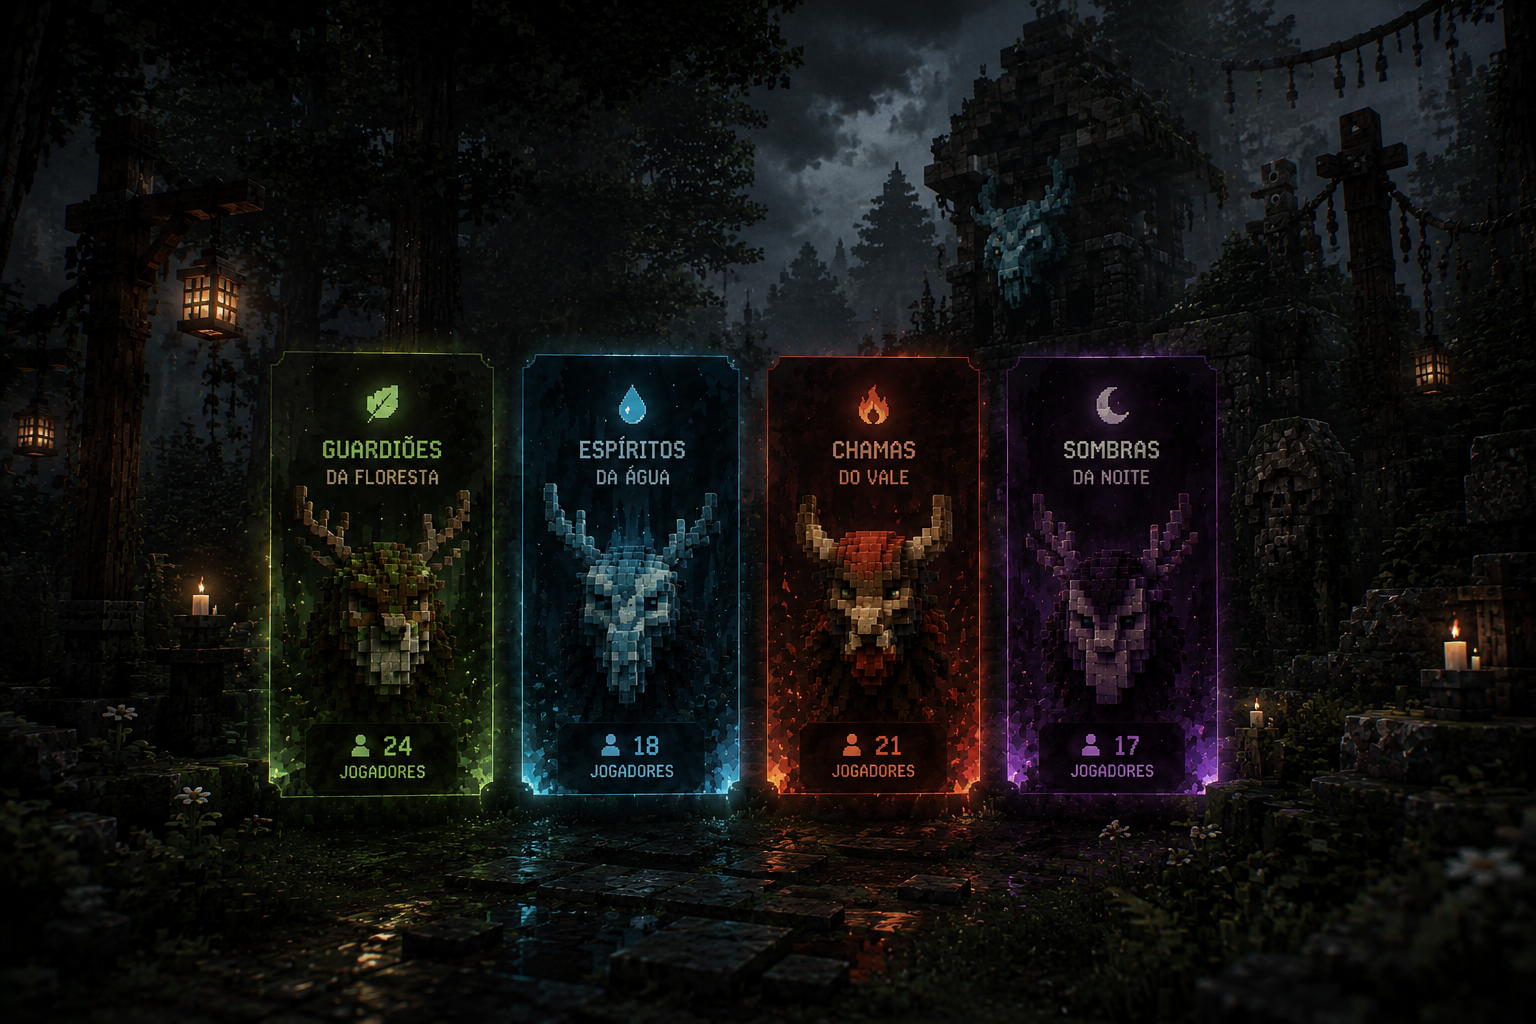 GUARDIÕES
DA FLORESTA
24
JOGADORES
ESPÍRITOS
DA ÁGUA
18
JOGADORES
CHAMAS
DO VALE
21
JOGADORES
SOMBRAS
DA NOITE
17
JOGADORES